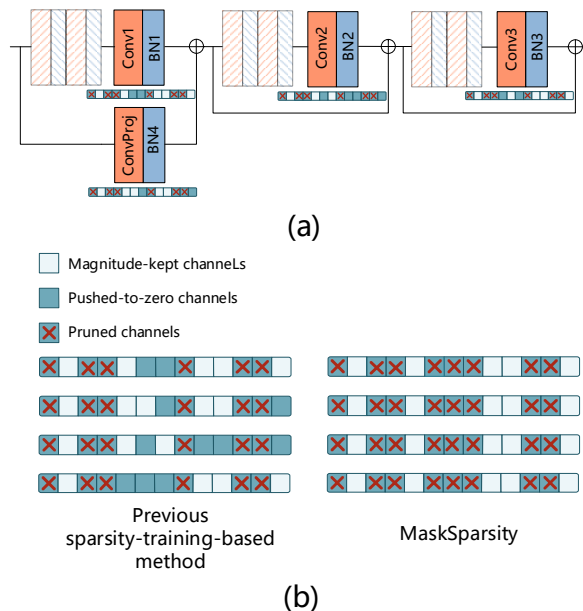 Conv1
BN1
Conv2
BN2
Conv3
BN3
ConvProj
BN4
(a)
Magnitude-kept channeLs
Pushed-to-zero channels
Pruned channels
Previous
sparsity-training-based
method
MaskSparsity
(b)